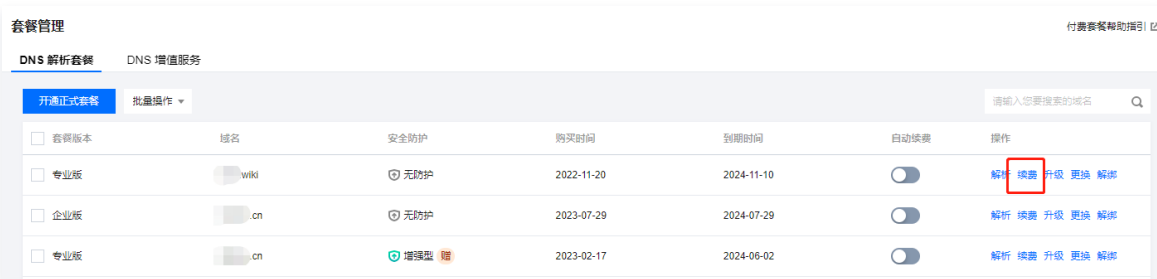 套餐管理 付费套餐帮助指引
DNS 解析套餐 DNS 增值服务
开通正式套餐 批量操作 请输入您要搜索的域名
套餐版本 域名 安全防护 购买时间 到期时间 自动续费 操作
专业版 wiki 无防护 2022-11-20 2024-11-10 解析 续费 升级 更换 解绑
企业版 .cn 无防护 2023-07-29 2024-07-29 解析 续费 升级 更换 解绑
专业版 .cn 增强型 赠 2023-02-17 2024-06-02 解析 续费 升级 更换 解绑